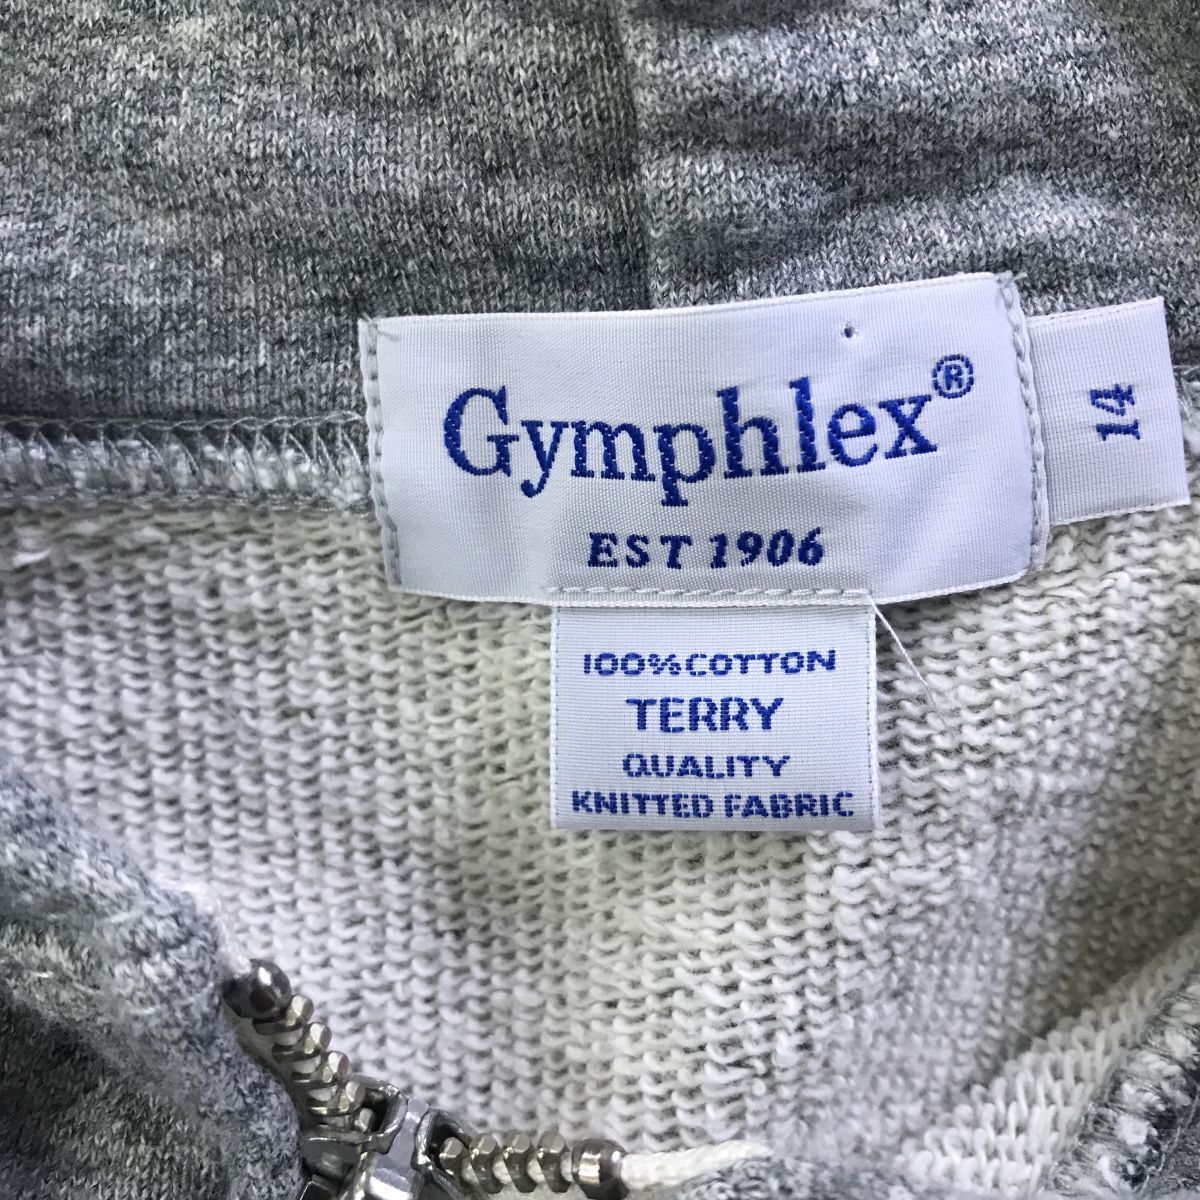 Gymphlex®
EST 1906
14
100%COTTON
TERRY
QUALITY
KNITTED FABRIC